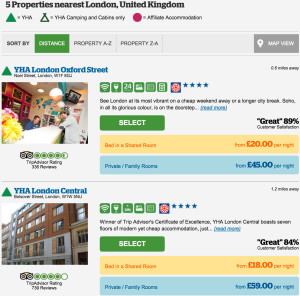 5 Properties nearest London, United Kingdom
= YHA = YHA Camping and Cabins only = Affiliate Accommodation
SORT BY DISTANCE PROPERTY A-Z PROPERTY Z-A MAP VIEW
YHA London Oxford Street
Noel Street, London, W1F 8GJ
0.6 miles away
24
See London at its most vibrant on a cheap weekend away or a longer city break. Soho,
in all its glorious colour, is on the doorstep... (read more)
SELECT
"Great" 89%
Customer Satisfaction
Bed in a Shared Room from £20.00 per night
Private / Family Rooms from £45.00 per night
TripAdvisor Rating
336 Reviews
YHA London Central
Bolsover Street, London, W1W 5NU
1.2 miles away
Winner of Trip Advisor's Certificate of Excellence, YHA London Central boasts seven
floors of modern yet cheap accommodation, just... (read more)
SELECT
"Great" 84%
Customer Satisfaction
Bed in a Shared Room from £18.00 per night
Private / Family Rooms from £59.00 per night
TripAdvisor Rating
739 Reviews